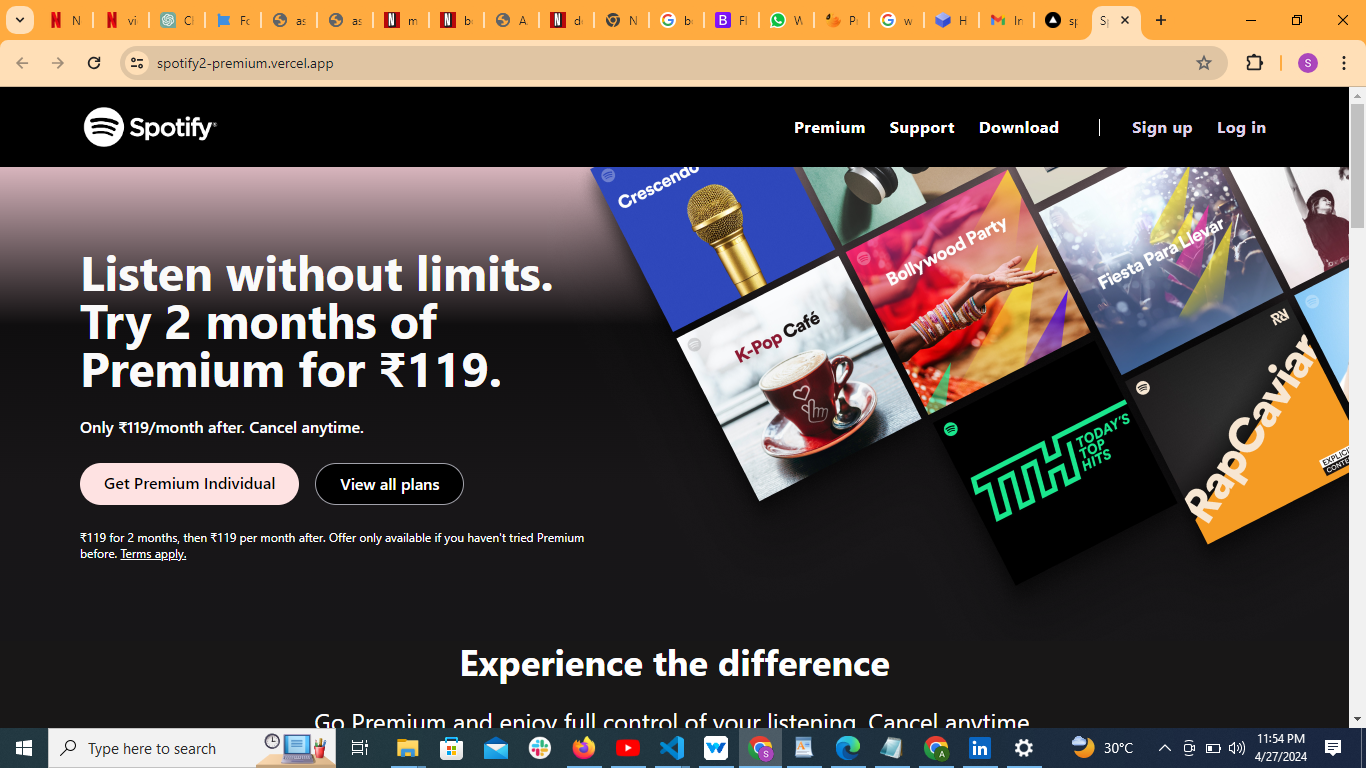 N
vi
Cl
Fo
as
as
m
b
A
d
N
b
Fl
W
P
w
H
In
sp
Sp
spotify2-premium.vercel.app
S
Spotify®
Premium
Support
Download
Sign up
Log in
Crescendo
Bollywood Party
Fiesta Para Llevar
K-Pop Café
TODAY'S
TOP
HITS
RapCaviar
EXPLICIT
CONTENT
Listen without limits.
Try 2 months of
Premium for ₹119.
Only ₹119/month after. Cancel anytime.
Get Premium Individual
View all plans
₹119 for 2 months, then ₹119 per month after. Offer only available if you haven't tried Premium
before. Terms apply.
Experience the difference
Go Premium and enjoy full control of your listening. Cancel anytime.
Type here to search
30°C
11:54 PM
4/27/2024